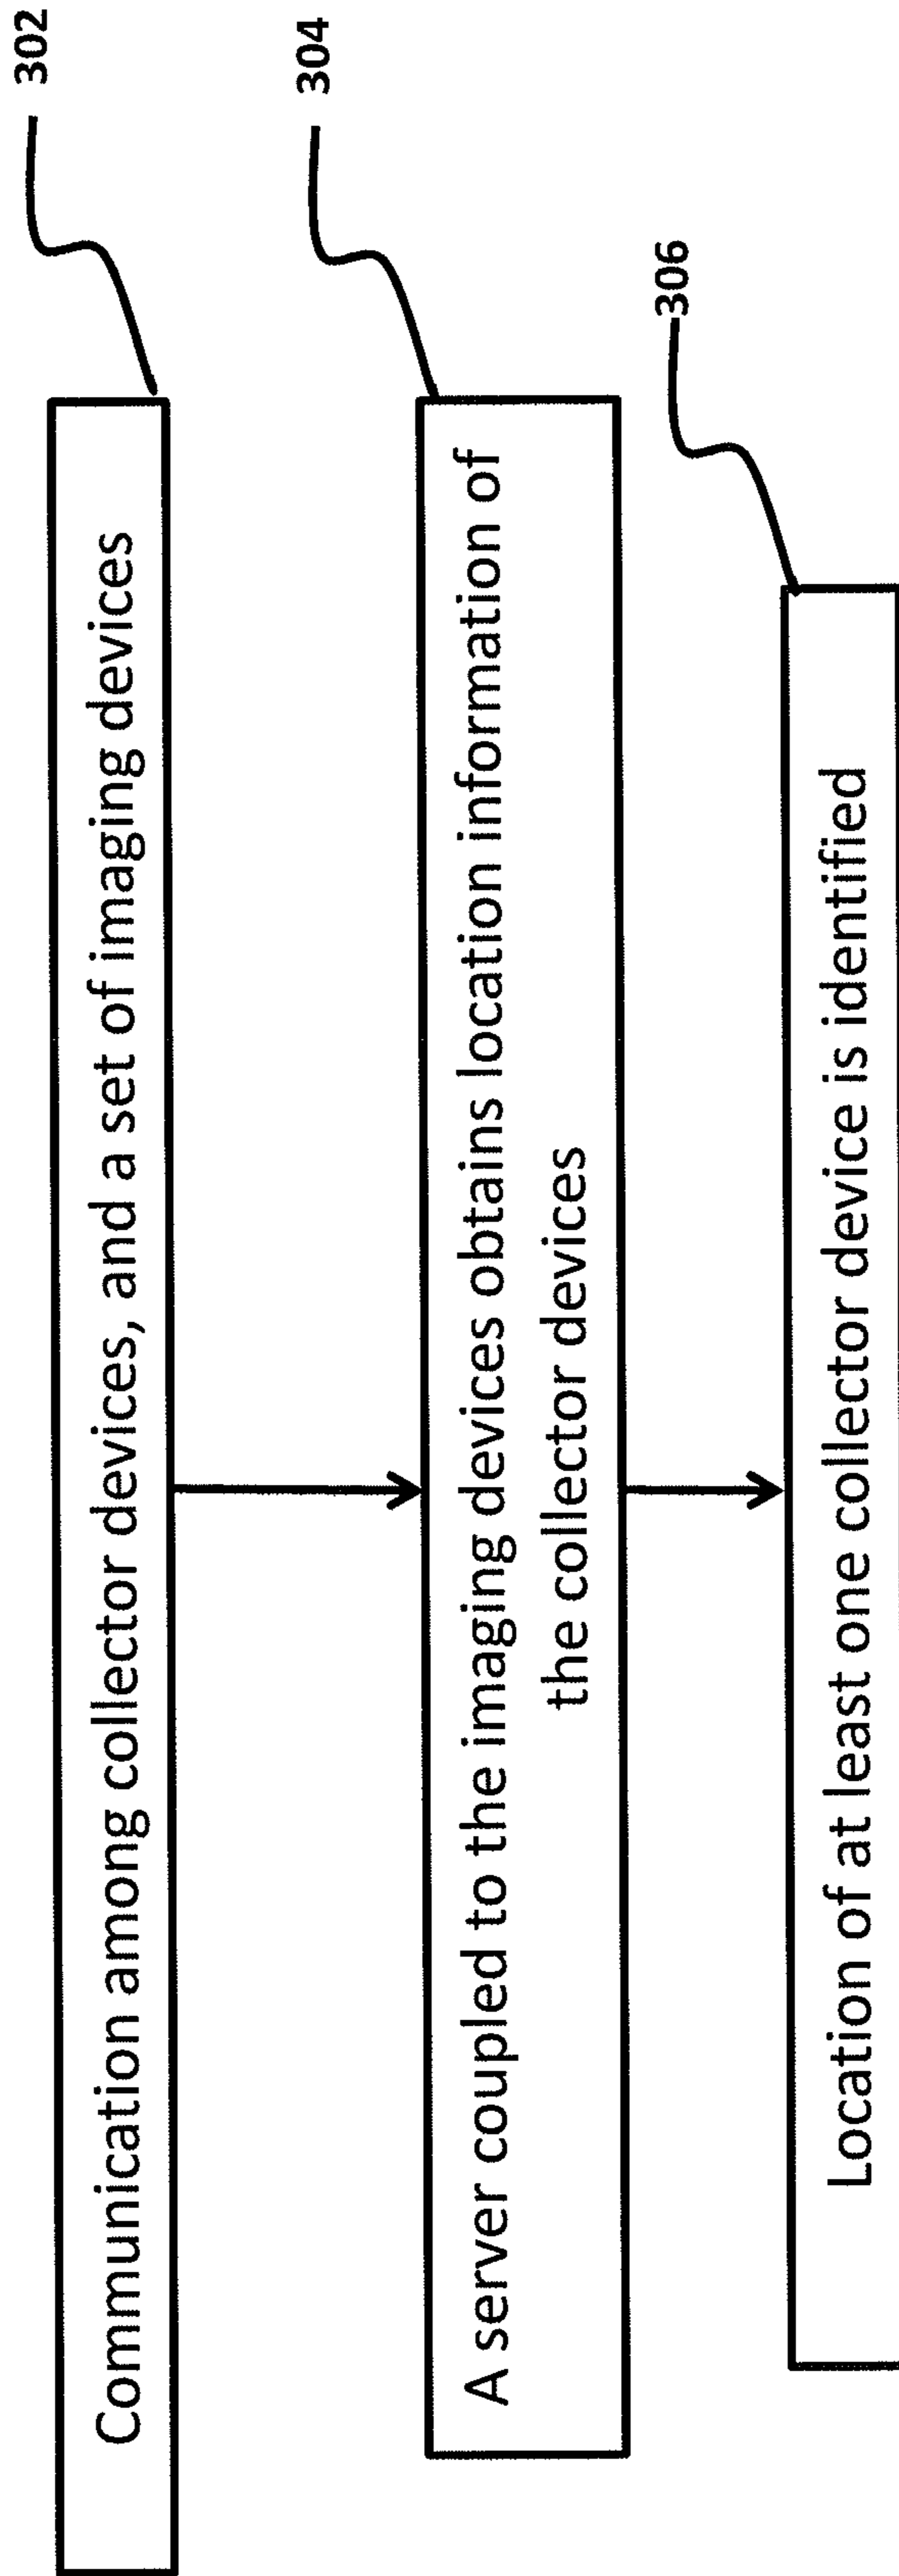 302
Communication among collector devices, and a set of imaging devices
304
A server coupled to the imaging devices obtains location information of
the collector devices
306
Location of at least one collector device is identified